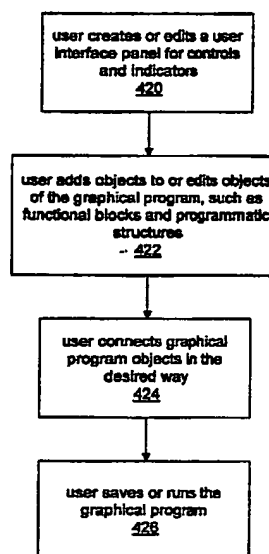 user creates or edits a user
interface panel for controls
and indicators
420
user adds objects to or edits objects
of the graphical program, such as
functional blocks and programmatic
structures
-- 422
user connects graphical
program objects in the
desired way
424
user saves or runs the
graphical program
426